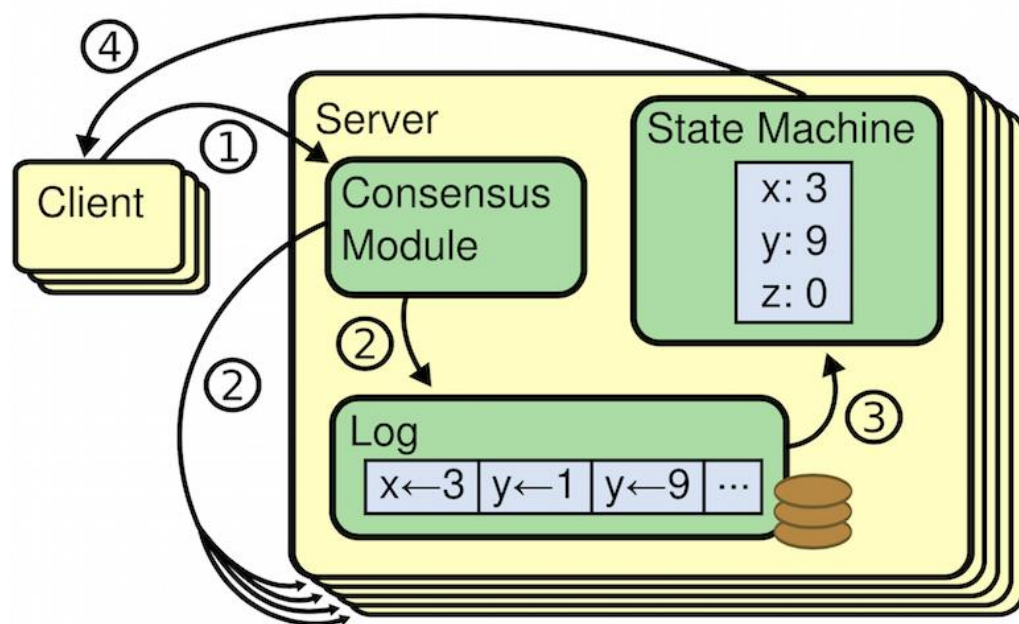 ④
①
Server
State Machine
Client
Consensus
Module
x: 3
y: 9
z: 0
②
②
③
Log
x←3 y←1 y←9 ...